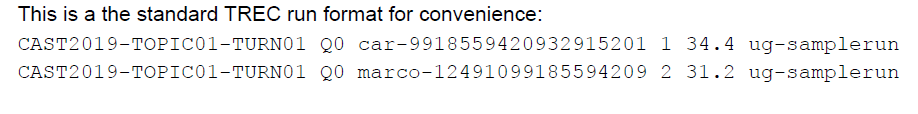 This is a the standard TREC run format for convenience:
CAST2019-TOPIC01-TURN01 Q0 car-9918559420932915201 1 34.4 ug-samplerun
CAST2019-TOPIC01-TURN01 Q0 marco-12491099185594209 2 31.2 ug-samplerun